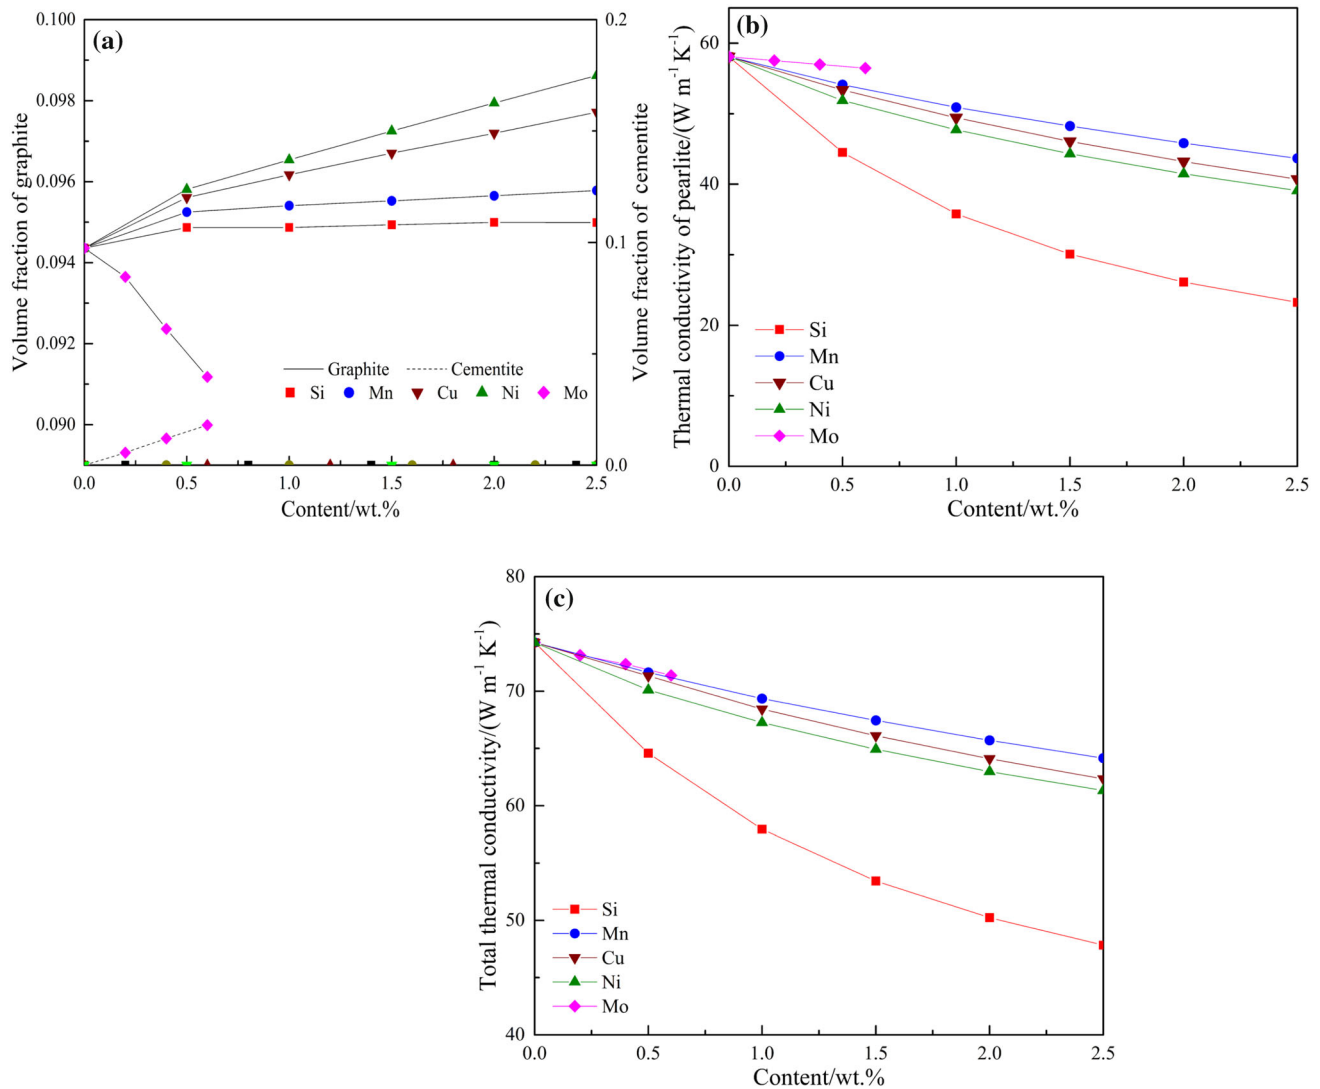 (a)
0.100
0.098
0.096
0.094
0.092
0.090
Volume fraction of graphite
0.2
0.1
0.0
Volume fraction of cementite
Graphite Cementite
Si Mn Cu Ni Mo
0.0 0.5 1.0 1.5 2.0 2.5
Content/wt.%
(b)
60
40
20
0
Thermal conductivity of pearlite/(W m⁻¹ K⁻¹)
Si
Mn
Cu
Ni
Mo
0.0 0.5 1.0 1.5 2.0 2.5
Content/wt.%
(c)
80
70
60
50
40
Total thermal conductivity/(W m⁻¹ K⁻¹)
Si
Mn
Cu
Ni
Mo
0.0 0.5 1.0 1.5 2.0 2.5
Content/wt.%